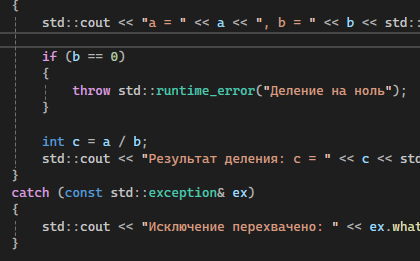 {
std::cout << "a = " << a << ", b = " << b << std::
if (b == 0)
{
throw std::runtime_error("Деление на ноль");
}
int c = a / b;
std::cout << "Результат деления: c = " << c << std
}
catch (const std::exception& ex)
{
std::cout << "Исключение перехвачено: " << ex.what
}